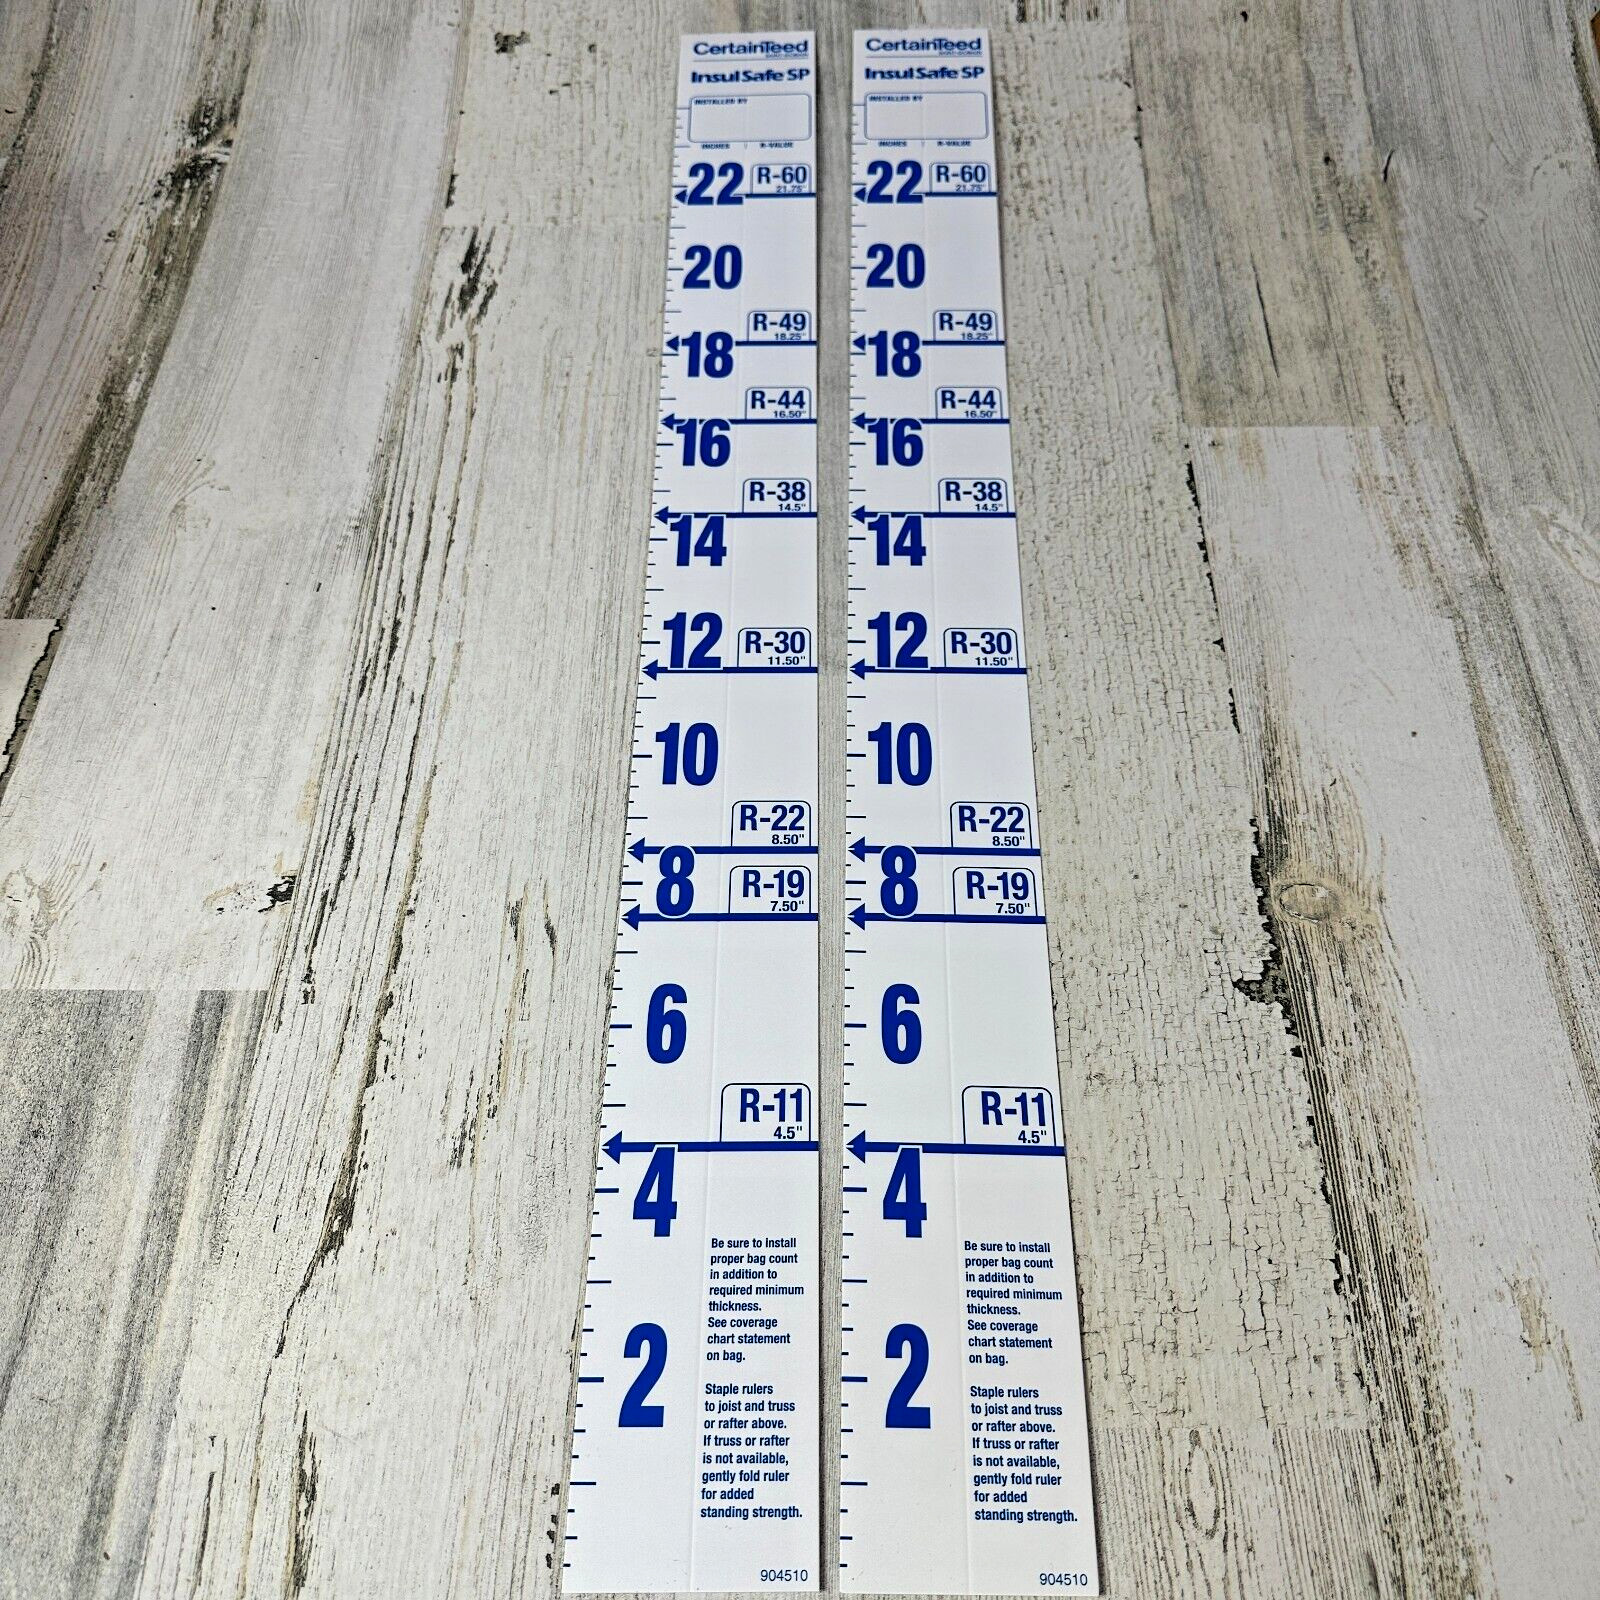 CertainTeed
SAINT-GOBAIN
InsulSafe SP
INSTALLED BY
INCHES R-VALUE
22 R-60
21.75"
20
R-49
18.25"
18
R-44
16.50"
16
R-38
14.5"
14
12 R-30
11.50"
10
R-22
8.50"
8 R-19
7.50"
6
R-11
4.5"
4
Be sure to install
proper bag count
in addition to
required minimum
thickness.
See coverage
chart statement
on bag.
2
Staple rulers
to joist and truss
or rafter above.
If truss or rafter
is not available,
gently fold ruler
for added
standing strength.
904510
CertainTeed
SAINT-GOBAIN
InsulSafe SP
INSTALLED BY
INCHES R-VALUE
22 R-60
21.75"
20
R-49
18.25"
18
R-44
16.50"
16
R-38
14.5"
14
12 R-30
11.50"
10
R-22
8.50"
8 R-19
7.50"
6
R-11
4.5"
4
Be sure to install
proper bag count
in addition to
required minimum
thickness.
See coverage
chart statement
on bag.
2
Staple rulers
to joist and truss
or rafter above.
If truss or rafter
is not available,
gently fold ruler
for added
standing strength.
904510